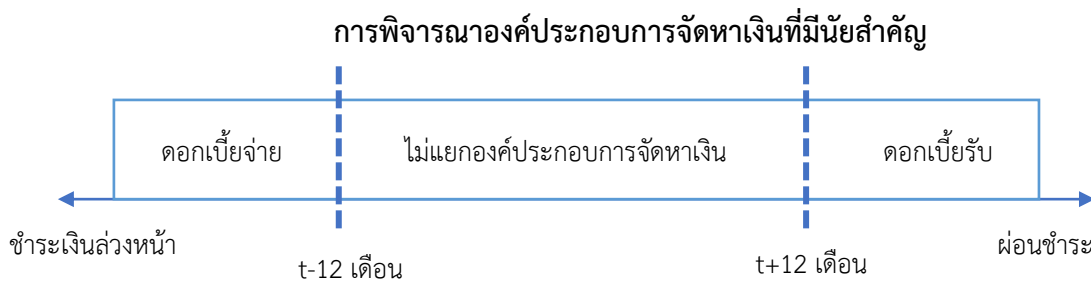 การพิจารณาองค์ประกอบการจัดหาเงินที่มีนัยสำคัญ
ดอกเบี้ยจ่าย
ไม่แยกองค์ประกอบการจัดหาเงิน
ดอกเบี้ยรับ
ชำระเงินล่วงหน้า
ผ่อนชำระ
t-12 เดือน
t+12 เดือน